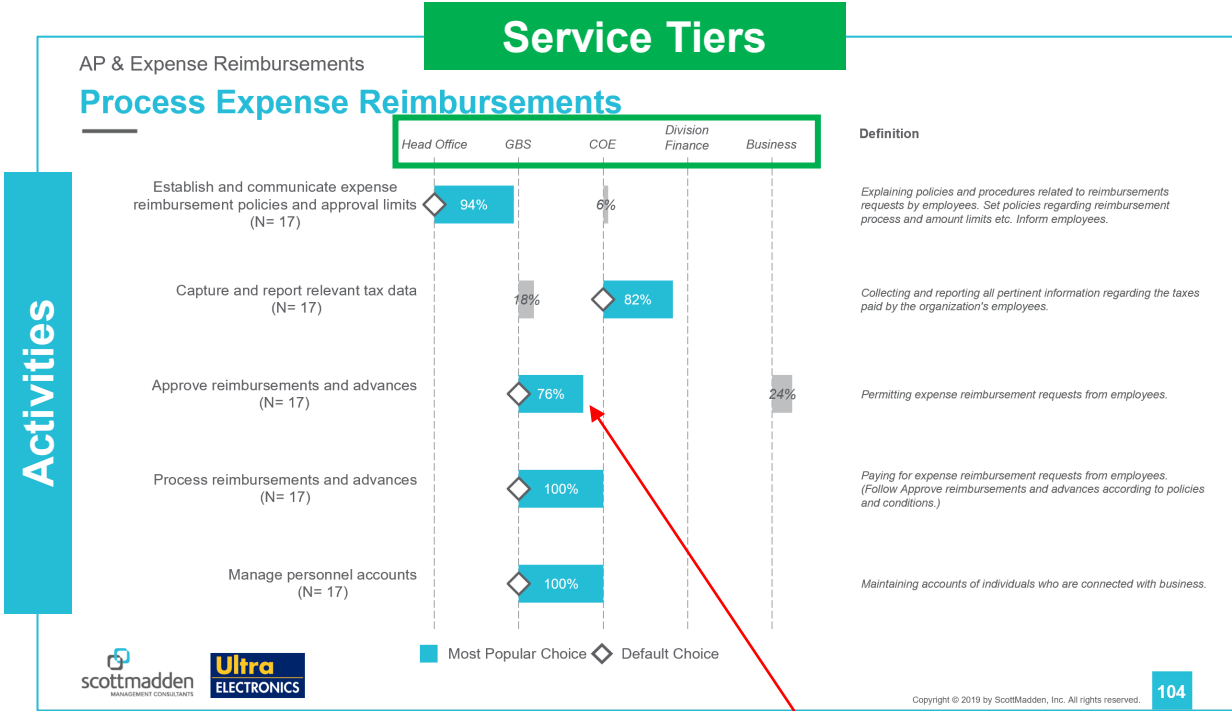 Service Tiers
AP & Expense Reimbursements
Process Expense Reimbursements
Head Office
GBS
COE
Division
Finance
Business
Definition
Activities
Establish and communicate expense
reimbursement policies and approval limits
(N= 17)
94%
6%
Explaining policies and procedures related to reimbursements
requests by employees. Set policies regarding reimbursement
process and amount limits etc. Inform employees.
Capture and report relevant tax data
(N= 17)
18%
82%
Collecting and reporting all pertinent information regarding the taxes
paid by the organization's employees.
Approve reimbursements and advances
(N= 17)
76%
24%
Permitting expense reimbursement requests from employees.
Process reimbursements and advances
(N= 17)
100%
Paying for expense reimbursement requests from employees.
(Follow Approve reimbursements and advances according to policies
and conditions.)
Manage personnel accounts
(N= 17)
100%
Maintaining accounts of individuals who are connected with business.
Most Popular Choice
Default Choice
scottmadden
MANAGEMENT CONSULTANTS
Ultra
ELECTRONICS
Copyright © 2019 by ScottMadden, Inc. All rights reserved.
104